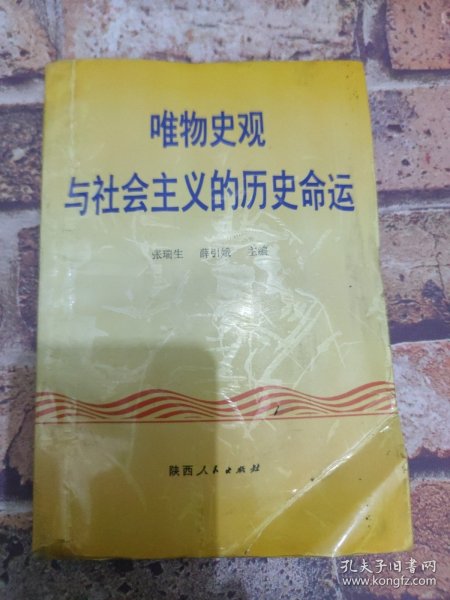 唯物史观
与社会主义的历史命运
张瑞生 薛引娥 主编
陕西人民出版社
孔夫子旧书网
www.kongfz.com